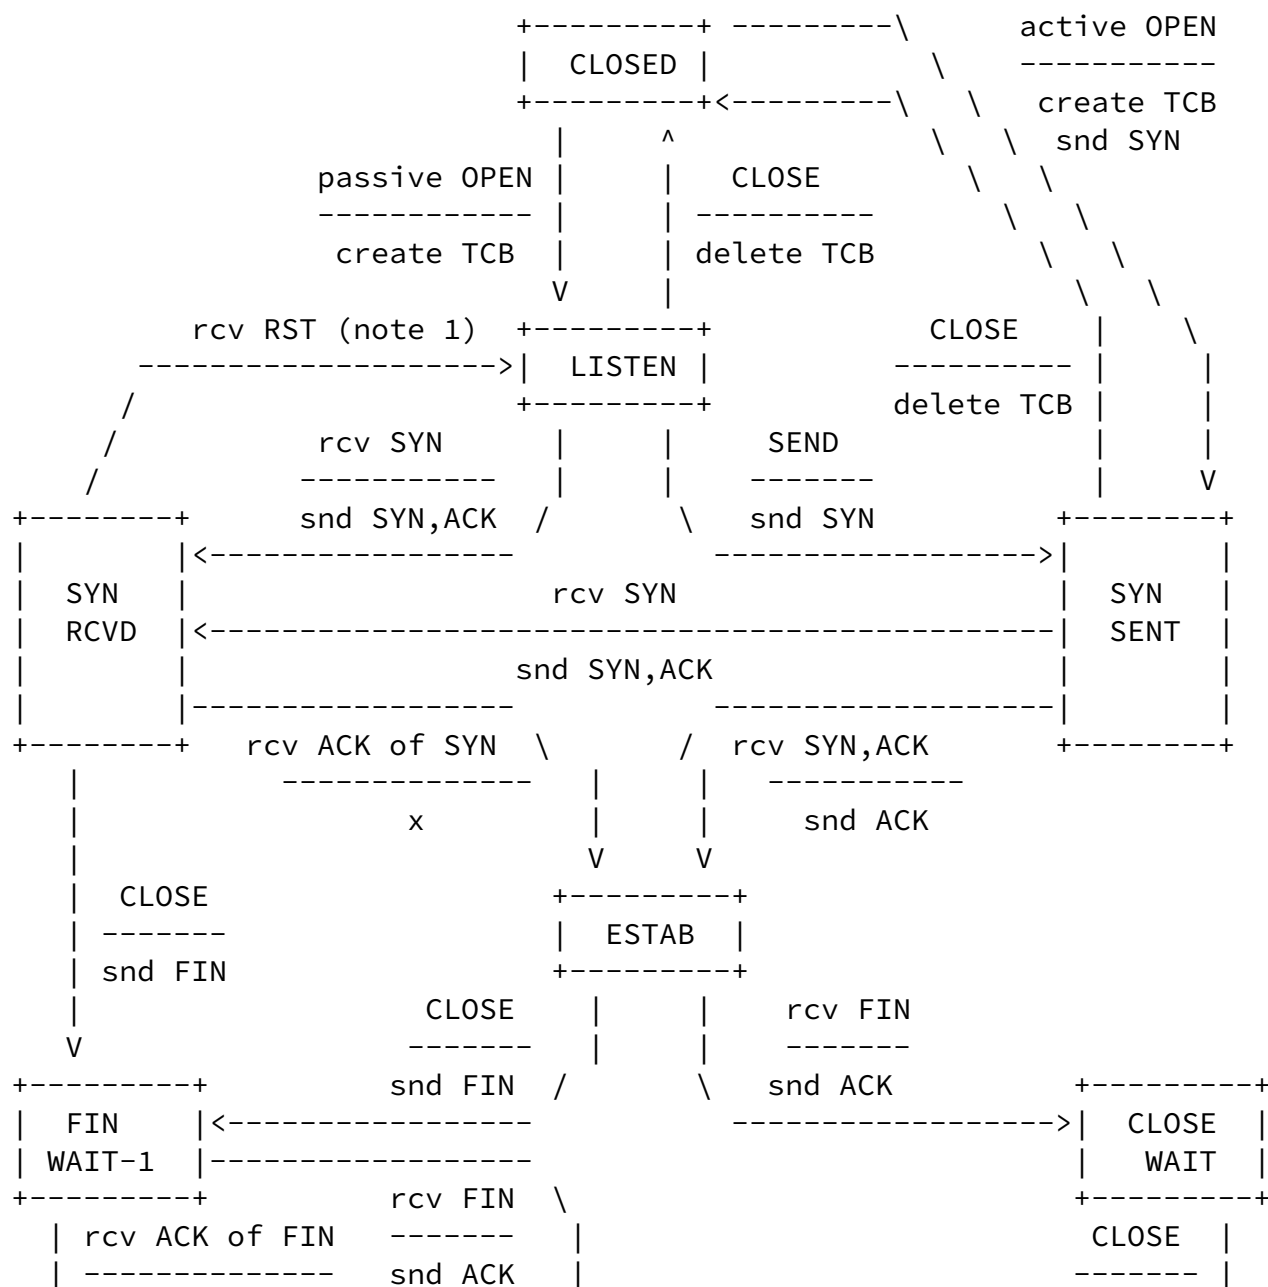 +---------+ ---------\      active OPEN
                            |  CLOSED |            \    -----------
                            +---------+<---------\   \   create TCB
                              |     ^              \   \  snd SYN
                 passive OPEN |     |   CLOSE        \   \
                 ------------ |     | ----------       \   \
                  create TCB  |     | delete TCB         \   \
                              V     |                      \   \
          rcv RST (note 1)  +---------+            CLOSE    |    \
       -------------------->|  LISTEN |          ---------- |     |
      /                     +---------+          delete TCB |     |
     /           rcv SYN      |     |     SEND              |     |
    /           -----------   |     |    -------            |     V
+--------+      snd SYN,ACK  /       \   snd SYN          +--------+
|        |<-----------------           ------------------>|        |
|  SYN   |                    rcv SYN                     |  SYN   |
|  RCVD  |<-----------------------------------------------|  SENT  |
|        |                  snd SYN,ACK                   |        |
|        |------------------           -------------------|        |
+--------+   rcv ACK of SYN  \       /  rcv SYN,ACK       +--------+
   |           --------------   |     |   -----------
   |                  x         |     |     snd ACK
   |                            V     V
   |  CLOSE                   +---------+
   | -------                  |  ESTAB  |
   | snd FIN                  +---------+
   |                   CLOSE    |     |    rcv FIN
   V                  -------   |     |    -------
+---------+          snd FIN  /       \   snd ACK          +---------+
|  FIN    |<-----------------           ------------------>|  CLOSE  |
| WAIT-1  |------------------                              |   WAIT  |
+---------+          rcv FIN  \                            +---------+
  | rcv ACK of FIN   -------   |                            CLOSE  |
  | --------------   snd ACK   |                           ------- |